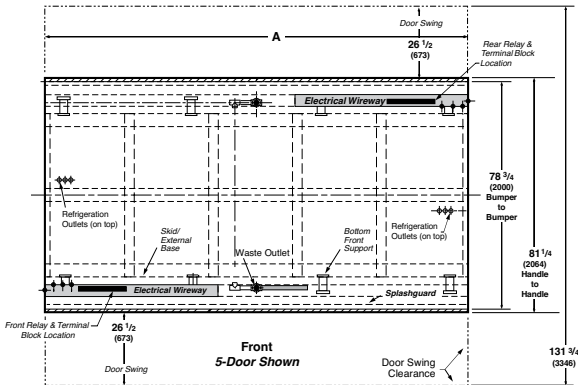 Door Swing
A
26 1/2
(673)
Rear Relay &
Terminal Block
Location
Electrical Wireway
78 3/4
(2000)
Bumper
to
Bumper
Refrigeration
Outlets (on top)
Refrigeration
Outlets (on top)
Skid/
External
Base
Waste Outlet
Bottom
Front
Support
81 1/4
(2064)
Handle
to
Handle
Electrical Wireway
Splashguard
Front Relay & Terminal
Block Location
26 1/2
(673)
Door Swing
Front
5-Door Shown
Door Swing
Clearance
131 3/4
(3346)